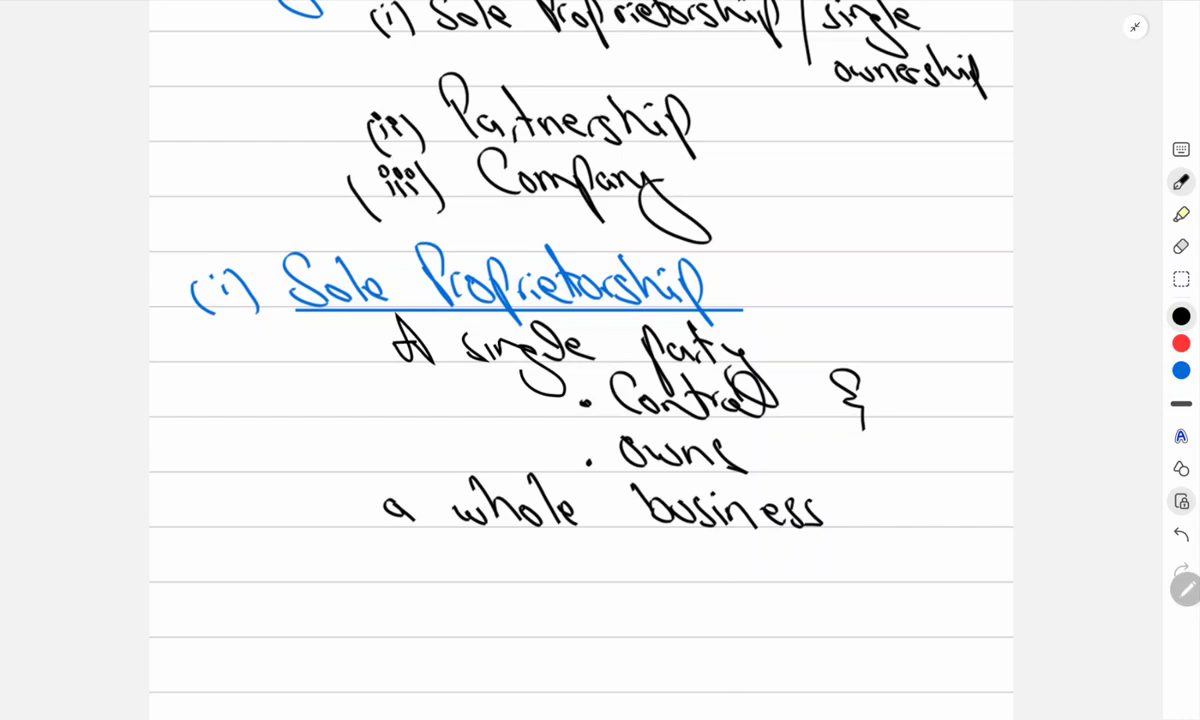 (i) Sole Proprietorship / single
ownership
(ii) Partnership
(iii) Company
(i) Sole Proprietorship
A single party
. Control &
. owns
a whole business